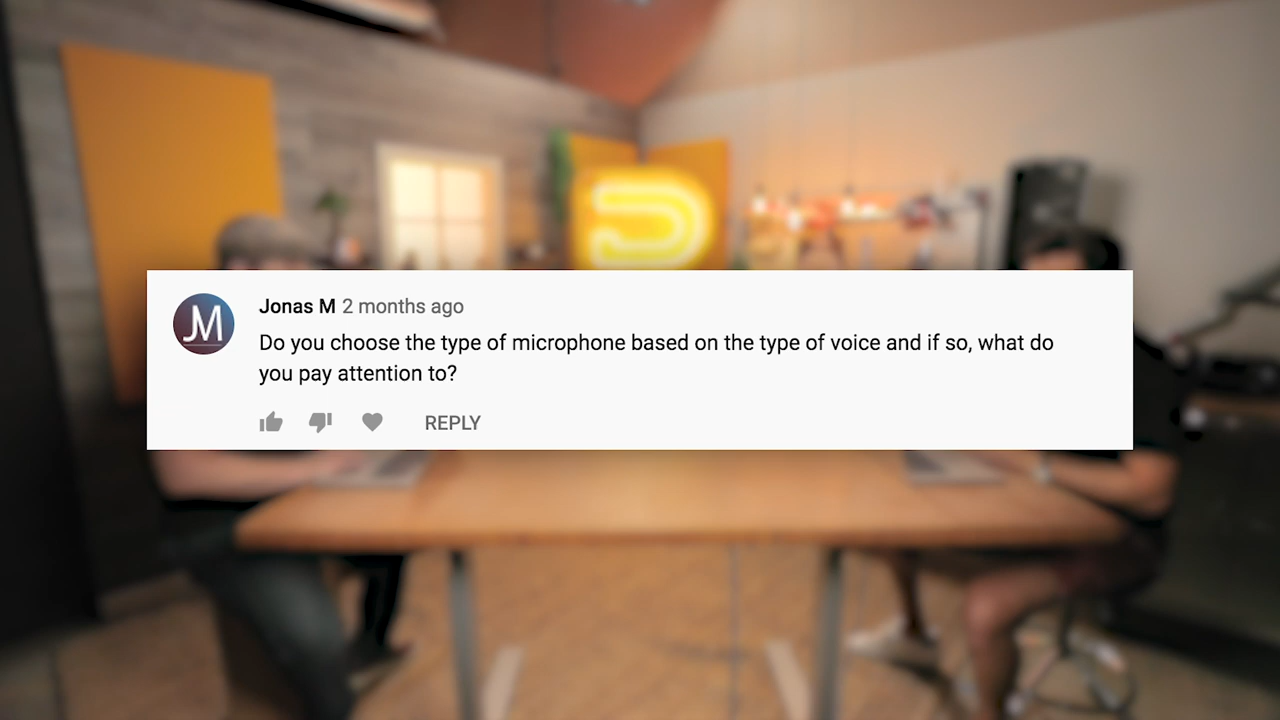 Jonas M 2 months ago
Do you choose the type of microphone based on the type of voice and if so, what do
you pay attention to?
REPLY
JM